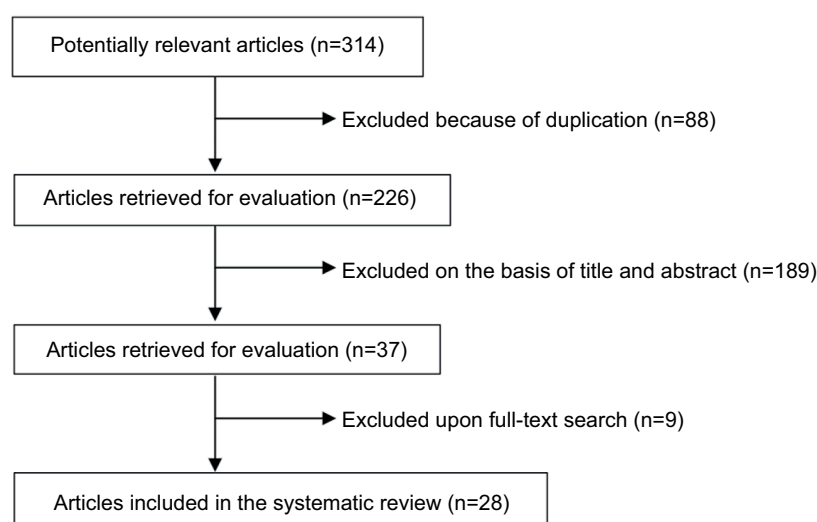 Potentially relevant articles (n=314)
Excluded because of duplication (n=88)
Articles retrieved for evaluation (n=226)
Excluded on the basis of title and abstract (n=189)
Articles retrieved for evaluation (n=37)
Excluded upon full-text search (n=9)
Articles included in the systematic review (n=28)